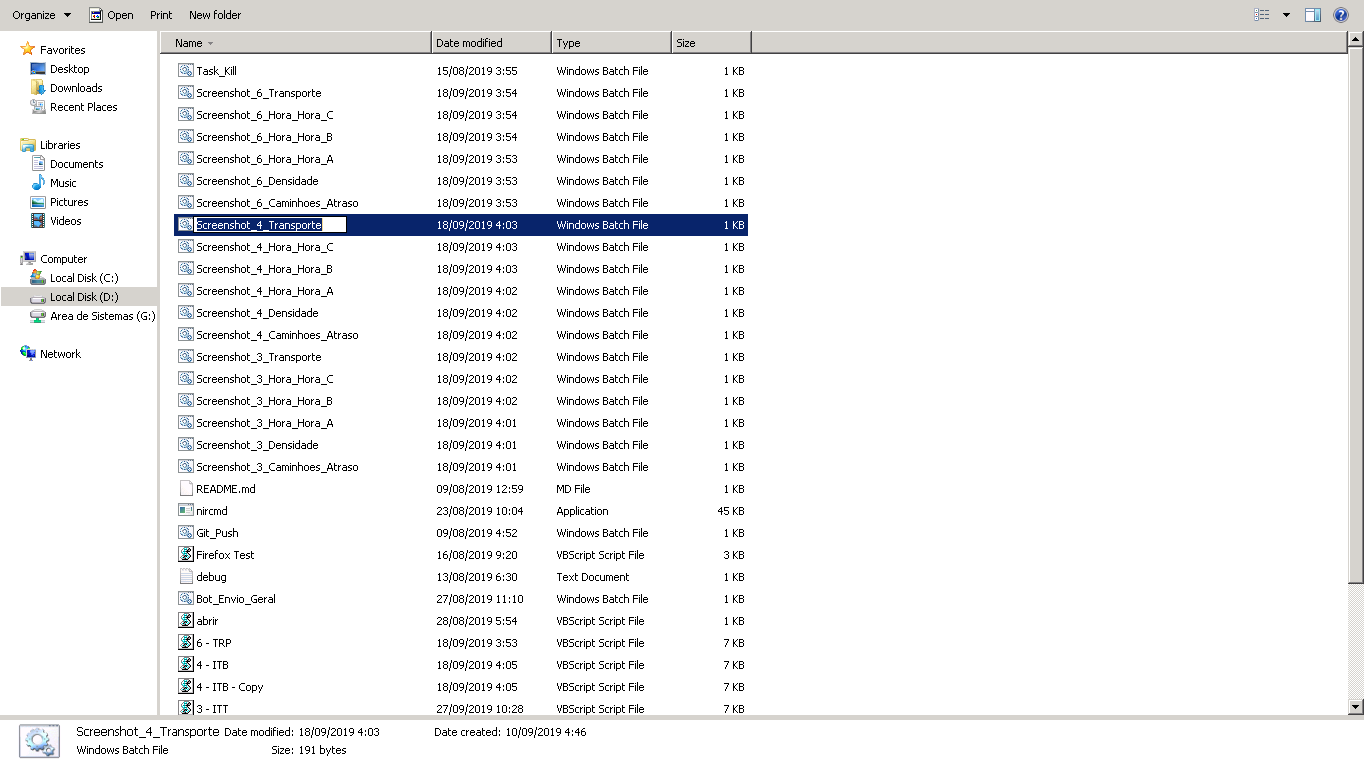 Organize Open Print New folder
Favorites
Desktop
Downloads
Recent Places
Libraries
Documents
Music
Pictures
Videos
Computer
Local Disk (C:)
Local Disk (D:)
Area de Sistemas (G:)
Network
Name Date modified Type Size
Task_Kill 15/08/2019 3:55 Windows Batch File 1 KB
Screenshot_6_Transporte 18/09/2019 3:54 Windows Batch File 1 KB
Screenshot_6_Hora_Hora_C 18/09/2019 3:54 Windows Batch File 1 KB
Screenshot_6_Hora_Hora_B 18/09/2019 3:54 Windows Batch File 1 KB
Screenshot_6_Hora_Hora_A 18/09/2019 3:53 Windows Batch File 1 KB
Screenshot_6_Densidade 18/09/2019 3:53 Windows Batch File 1 KB
Screenshot_6_Caminhoes_Atraso 18/09/2019 3:53 Windows Batch File 1 KB
Screenshot_4_Transporte 18/09/2019 4:03 Windows Batch File 1 KB
Screenshot_4_Hora_Hora_C 18/09/2019 4:03 Windows Batch File 1 KB
Screenshot_4_Hora_Hora_B 18/09/2019 4:03 Windows Batch File 1 KB
Screenshot_4_Hora_Hora_A 18/09/2019 4:02 Windows Batch File 1 KB
Screenshot_4_Densidade 18/09/2019 4:02 Windows Batch File 1 KB
Screenshot_4_Caminhoes_Atraso 18/09/2019 4:02 Windows Batch File 1 KB
Screenshot_3_Transporte 18/09/2019 4:02 Windows Batch File 1 KB
Screenshot_3_Hora_Hora_C 18/09/2019 4:02 Windows Batch File 1 KB
Screenshot_3_Hora_Hora_B 18/09/2019 4:02 Windows Batch File 1 KB
Screenshot_3_Hora_Hora_A 18/09/2019 4:01 Windows Batch File 1 KB
Screenshot_3_Densidade 18/09/2019 4:01 Windows Batch File 1 KB
Screenshot_3_Caminhoes_Atraso 18/09/2019 4:01 Windows Batch File 1 KB
README.md 09/08/2019 12:59 MD File 1 KB
nircmd 23/08/2019 10:04 Application 45 KB
Git_Push 09/08/2019 4:52 Windows Batch File 1 KB
Firefox Test 16/08/2019 9:20 VBScript Script File 3 KB
debug 13/08/2019 6:30 Text Document 1 KB
Bot_Envio_Geral 27/08/2019 11:10 Windows Batch File 1 KB
abrir 28/08/2019 5:54 VBScript Script File 1 KB
6 - TRP 18/09/2019 3:53 VBScript Script File 7 KB
4 - ITB 18/09/2019 4:05 VBScript Script File 7 KB
4 - ITB - Copy 18/09/2019 4:05 VBScript Script File 7 KB
3 - ITT 27/09/2019 10:28 VBScript Script File 7 KB
Screenshot_4_Transporte Date modified: 18/09/2019 4:03 Date created: 10/09/2019 4:46
Windows Batch File Size: 191 bytes